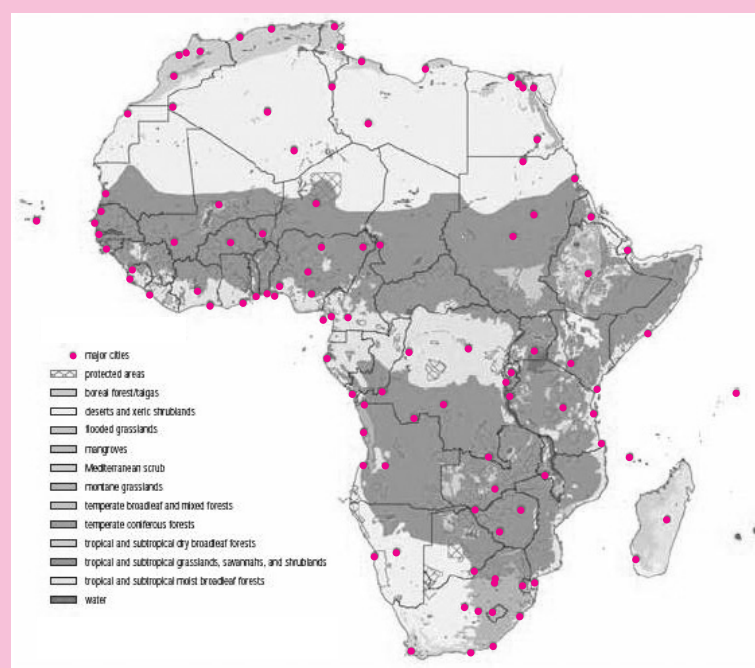 major cities
protected areas
boreal forest/taigas
deserts and xeric shrublands
flooded grasslands
mangroves
Mediterranean scrub
montane grasslands
temperate broadleaf and mixed forests
temperate coniferous forests
tropical and subtropical dry broadleaf forests
tropical and subtropical grasslands, savannahs, and shrublands
tropical and subtropical moist broadleaf forests
water